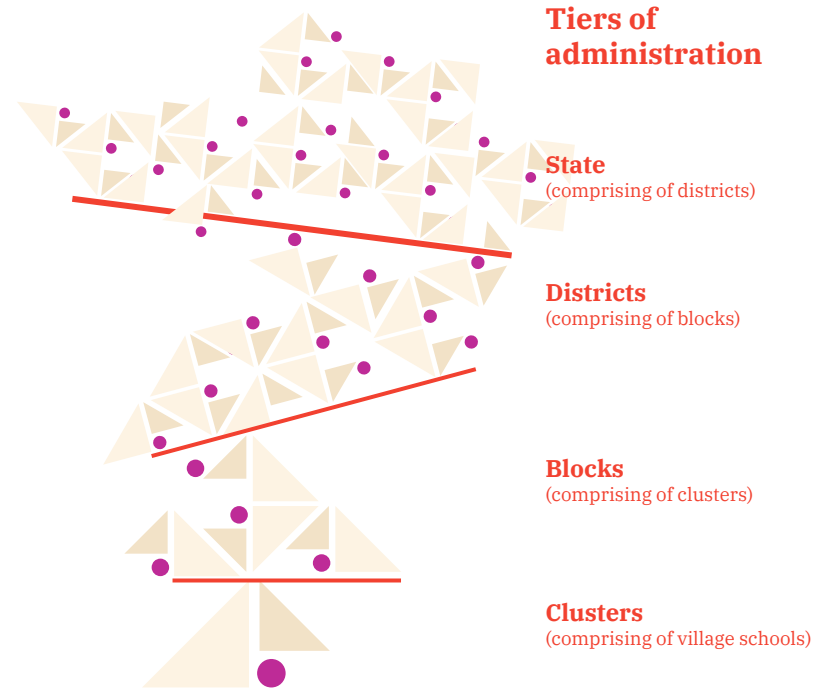 Tiers of
administration
State
(comprising of districts)
Districts
(comprising of blocks)
Blocks
(comprising of clusters)
Clusters
(comprising of village schools)